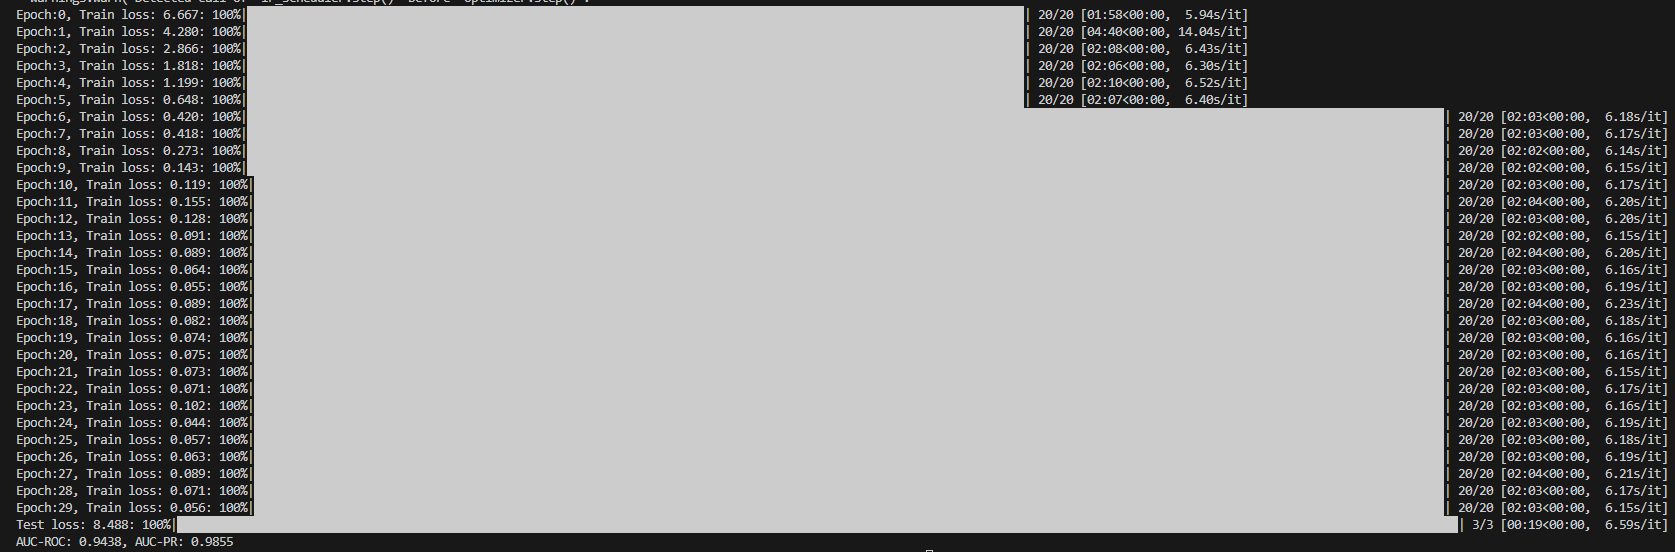 warnings.warn("Detected call of `lr_scheduler.step()` before `optimizer.step()`.
Epoch:0, Train loss: 6.667: 100%| | 20/20 [01:58<00:00, 5.94s/it]
Epoch:1, Train loss: 4.280: 100%| | 20/20 [04:40<00:00, 14.04s/it]
Epoch:2, Train loss: 2.866: 100%| | 20/20 [02:08<00:00, 6.43s/it]
Epoch:3, Train loss: 1.818: 100%| | 20/20 [02:06<00:00, 6.30s/it]
Epoch:4, Train loss: 1.199: 100%| | 20/20 [02:10<00:00, 6.52s/it]
Epoch:5, Train loss: 0.648: 100%| | 20/20 [02:07<00:00, 6.40s/it]
Epoch:6, Train loss: 0.420: 100%| | 20/20 [02:03<00:00, 6.18s/it]
Epoch:7, Train loss: 0.418: 100%| | 20/20 [02:03<00:00, 6.17s/it]
Epoch:8, Train loss: 0.273: 100%| | 20/20 [02:02<00:00, 6.14s/it]
Epoch:9, Train loss: 0.143: 100%| | 20/20 [02:02<00:00, 6.15s/it]
Epoch:10, Train loss: 0.119: 100%| | 20/20 [02:03<00:00, 6.17s/it]
Epoch:11, Train loss: 0.155: 100%| | 20/20 [02:04<00:00, 6.20s/it]
Epoch:12, Train loss: 0.128: 100%| | 20/20 [02:03<00:00, 6.20s/it]
Epoch:13, Train loss: 0.091: 100%| | 20/20 [02:02<00:00, 6.15s/it]
Epoch:14, Train loss: 0.089: 100%| | 20/20 [02:04<00:00, 6.20s/it]
Epoch:15, Train loss: 0.064: 100%| | 20/20 [02:03<00:00, 6.16s/it]
Epoch:16, Train loss: 0.055: 100%| | 20/20 [02:03<00:00, 6.19s/it]
Epoch:17, Train loss: 0.089: 100%| | 20/20 [02:04<00:00, 6.23s/it]
Epoch:18, Train loss: 0.082: 100%| | 20/20 [02:03<00:00, 6.18s/it]
Epoch:19, Train loss: 0.074: 100%| | 20/20 [02:03<00:00, 6.16s/it]
Epoch:20, Train loss: 0.075: 100%| | 20/20 [02:03<00:00, 6.16s/it]
Epoch:21, Train loss: 0.073: 100%| | 20/20 [02:03<00:00, 6.15s/it]
Epoch:22, Train loss: 0.071: 100%| | 20/20 [02:03<00:00, 6.17s/it]
Epoch:23, Train loss: 0.102: 100%| | 20/20 [02:03<00:00, 6.16s/it]
Epoch:24, Train loss: 0.044: 100%| | 20/20 [02:03<00:00, 6.19s/it]
Epoch:25, Train loss: 0.057: 100%| | 20/20 [02:03<00:00, 6.18s/it]
Epoch:26, Train loss: 0.063: 100%| | 20/20 [02:03<00:00, 6.19s/it]
Epoch:27, Train loss: 0.089: 100%| | 20/20 [02:04<00:00, 6.21s/it]
Epoch:28, Train loss: 0.071: 100%| | 20/20 [02:03<00:00, 6.17s/it]
Epoch:29, Train loss: 0.056: 100%| | 20/20 [02:03<00:00, 6.15s/it]
Test loss: 8.488: 100%| | 3/3 [00:19<00:00, 6.59s/it]
AUC-ROC: 0.9438, AUC-PR: 0.9855